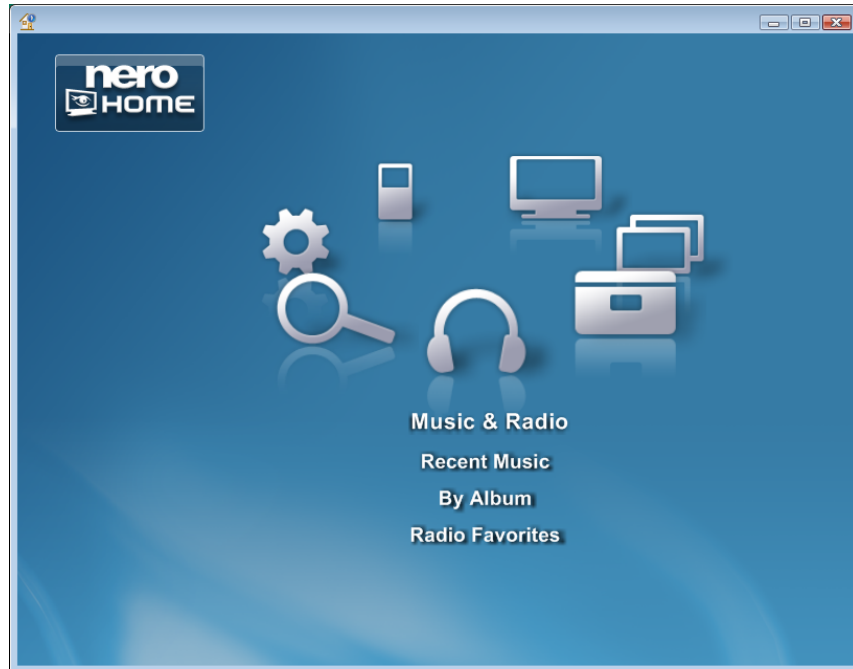 nero
HOME
Music & Radio
Recent Music
By Album
Radio Favorites